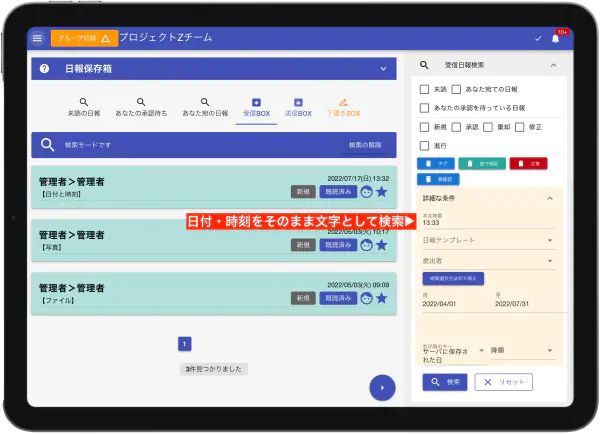 グループ切替
プロジェクトZチーム
10+
日報保存箱
未読の日報
あなたの承認待ち
あなた宛の日報
受信BOX
送信BOX
下書きBOX
検索モードです
検索の解除
管理者＞管理者
2022/07/17(日) 13:32
【日付と時刻】
新規
既読済み
管理者＞管理者
2022/05/03(火) 10:17
【写真】
新規
既読済み
管理者＞管理者
2022/05/03(火) 09:09
【ファイル】
新規
既読済み
1
3件見つかりました
日付・時刻をそのまま文字として検索▶
受信日報検索
未読
あなた宛ての日報
あなたの承認を待っている日報
新規
承認
棄却
修正
進行
タグ
後で確認
注意
詳細な条件
本文検索
13:33
日報テンプレート
提出者
自
至
2022/04/01
2022/07/31
並び順のキー
サーバに保存さ
れた日
降順
検索
リセット